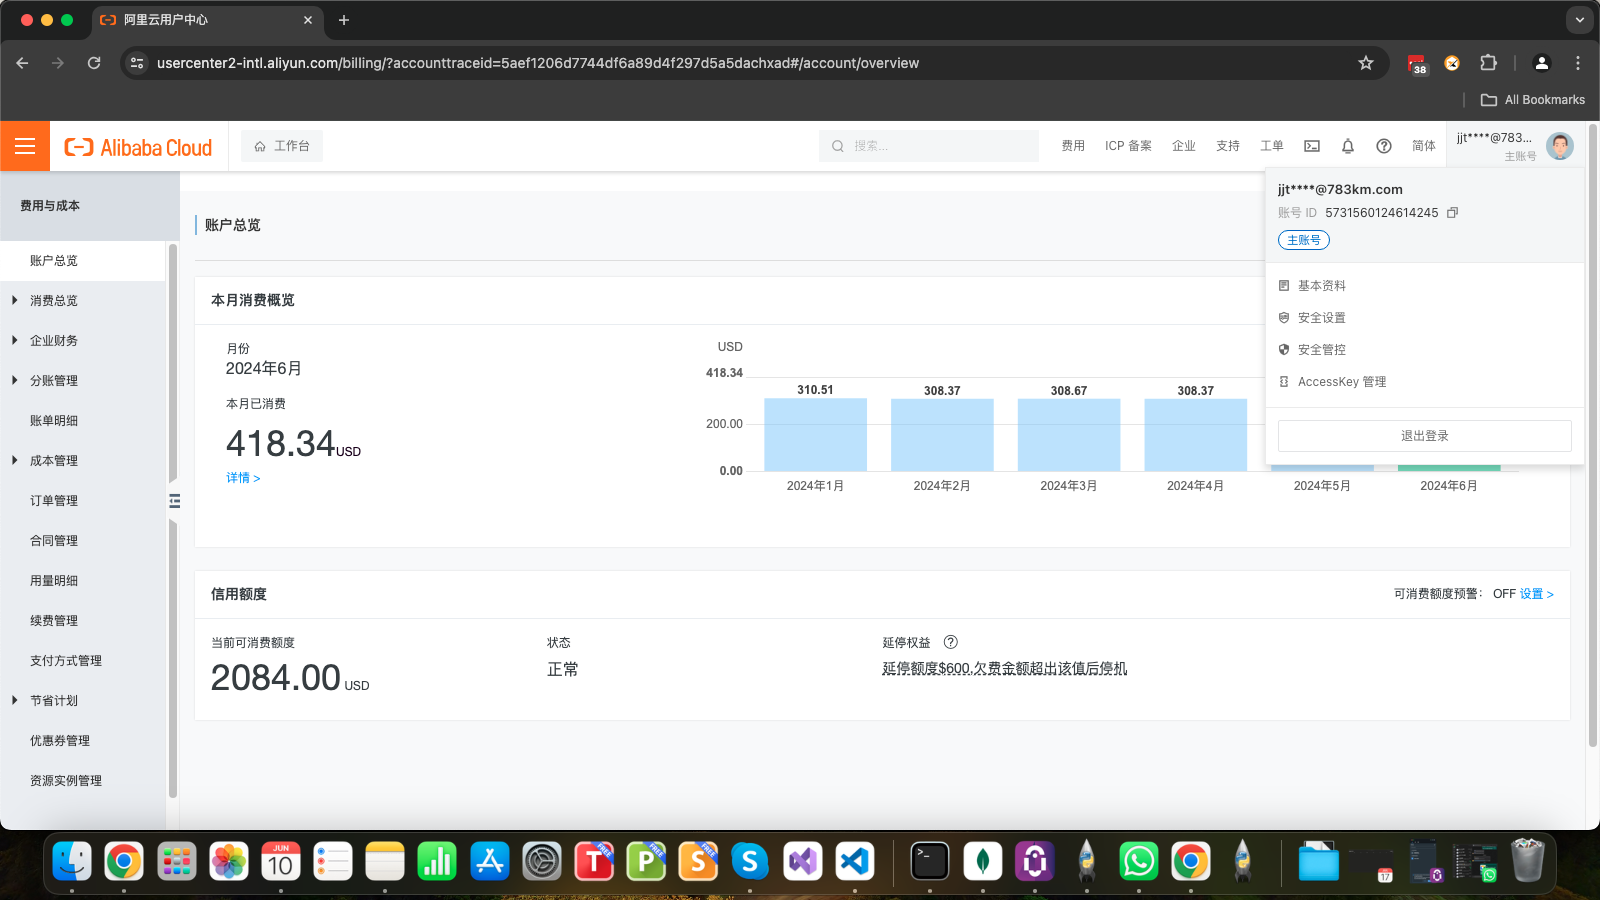 阿里云用户中心
usercenter2-intl.aliyun.com/billing/?accounttraceid=5aef1206d7744df6a89d4f297d5a5dachxad#/account/overview
38
All Bookmarks
Alibaba Cloud
工作台
搜索...
费用
ICP 备案
企业
支持
工单
简体
jjt****@783...
主账号
jjt****@783km.com
账号 ID 5731560124614245
主账号
基本资料
安全设置
安全管控
AccessKey 管理
退出登录
费用与成本
账户总览
消费总览
企业财务
分账管理
账单明细
成本管理
订单管理
合同管理
用量明细
续费管理
支付方式管理
节省计划
优惠券管理
资源实例管理
账户总览
本月消费概览
月份
2024年6月
本月已消费
418.34USD
详情 >
USD
418.34
200.00
0.00
310.51
308.37
308.67
308.37
2024年1月
2024年2月
2024年3月
2024年4月
2024年5月
2024年6月
信用额度
可消费额度预警： OFF 设置 >
当前可消费额度
2084.00 USD
状态
正常
延停权益
延停额度$600,欠费金额超出该值后停机
JUN
10
T
FREE
P
FREE
S
FREE
17